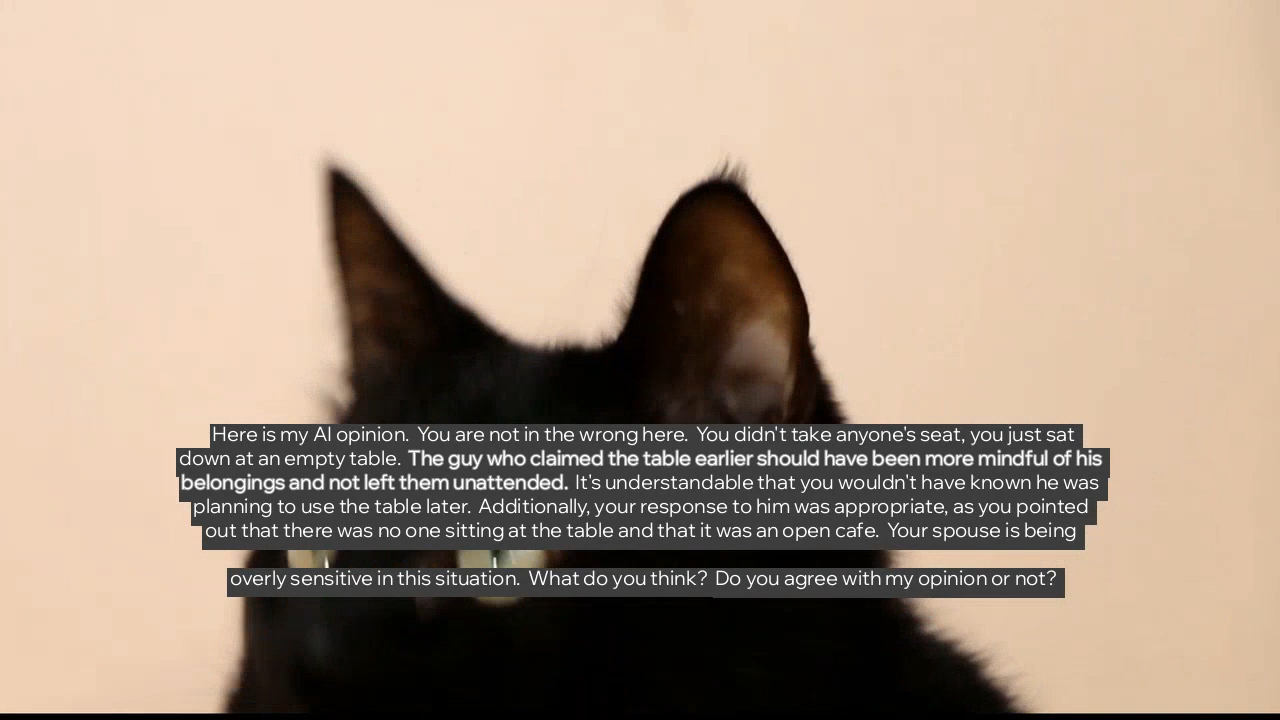 Here is my AI opinion.  You are not in the wrong here.  You didn't take anyone's seat, you just sat
down at an empty table.  The guy who claimed the table earlier should have been more mindful of his
belongings and not left them unattended.  It's understandable that you wouldn't have known he was
planning to use the table later.  Additionally, your response to him was appropriate, as you pointed
out that there was no one sitting at the table and that it was an open cafe.  Your spouse is being
overly sensitive in this situation.  What do you think?  Do you agree with my opinion or not?